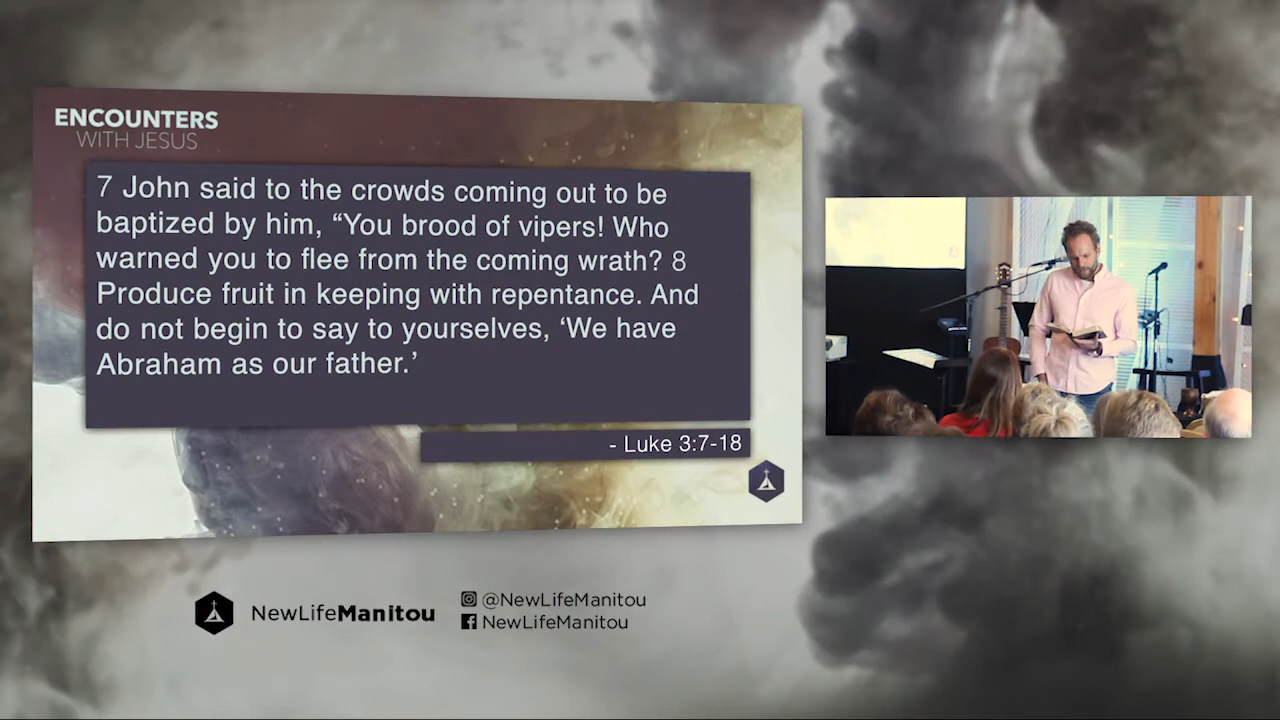 ENCOUNTERS
WITH JESUS
7 John said to the crowds coming out to be
baptized by him, “You brood of vipers! Who
warned you to flee from the coming wrath? 8
Produce fruit in keeping with repentance. And
do not begin to say to yourselves, ‘We have
Abraham as our father.’
- Luke 3:7-18
NewLifeManitou
@NewLifeManitou
NewLifeManitou